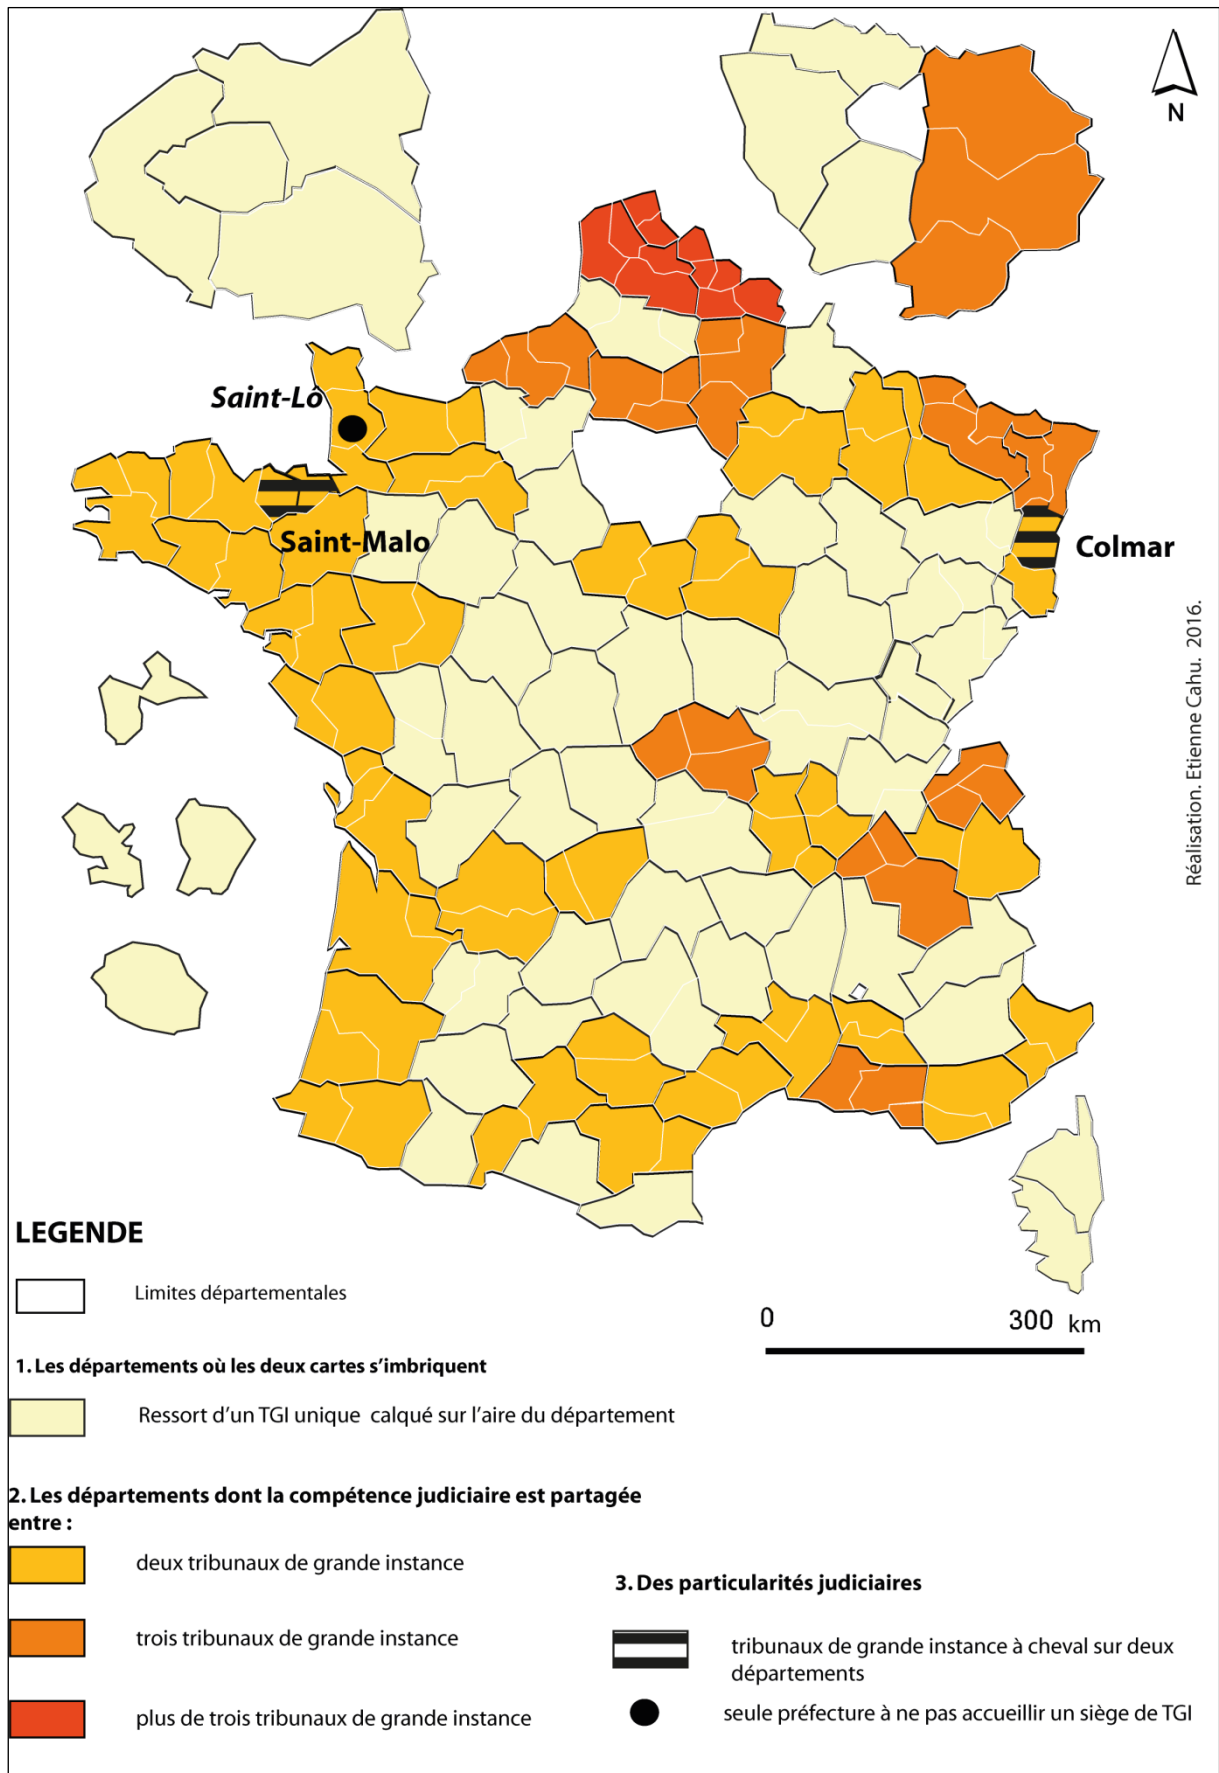 N
Saint-Lô
Saint-Malo
Colmar
Réalisation. Etienne Cahu. 2016.
LEGENDE
Limites départementales
0 300 km
1. Les départements où les deux cartes s'imbriquent
Ressort d'un TGI unique calqué sur l'aire du département
2. Les départements dont la compétence judiciaire est partagée
entre :
deux tribunaux de grande instance
trois tribunaux de grande instance
plus de trois tribunaux de grande instance
3. Des particularités judiciaires
tribunaux de grande instance à cheval sur deux
départements
seule préfecture à ne pas accueillir un siège de TGI